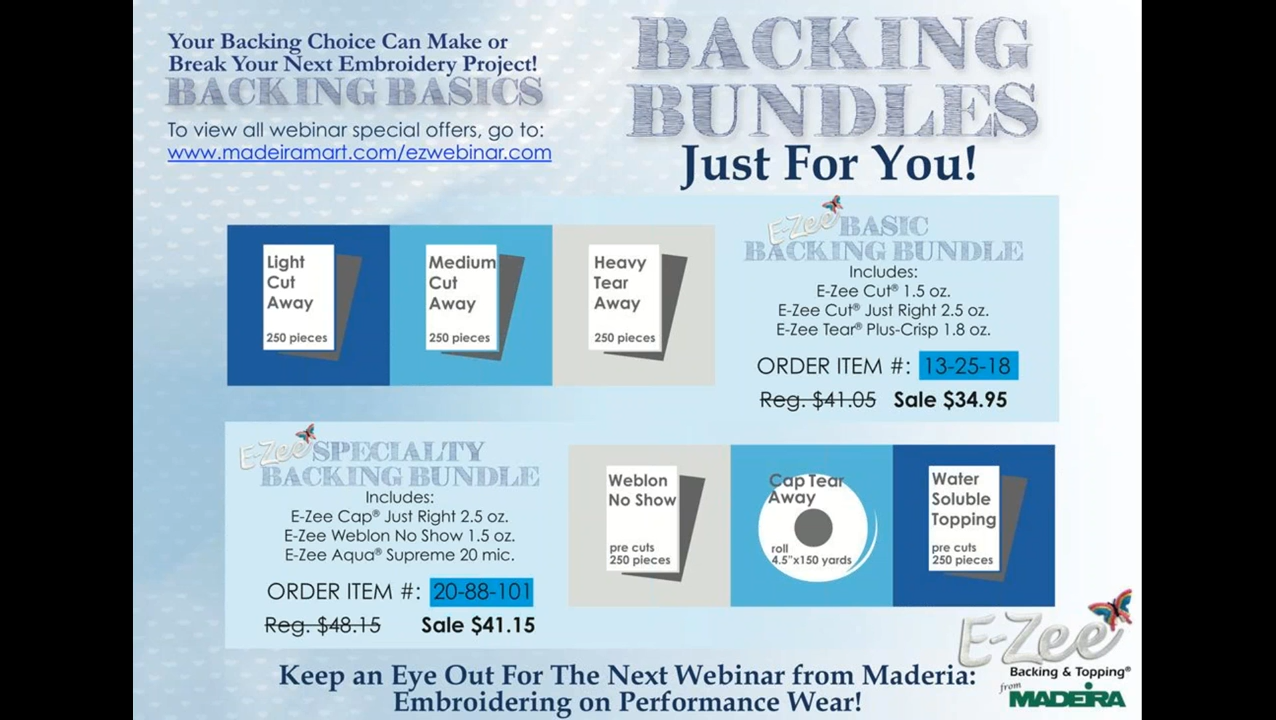 Your Backing Choice Can Make or
Break Your Next Embroidery Project!
BACKING BASICS
To view all webinar special offers, go to:
www.madeiramart.com/ezwebinar.com
BACKING
BUNDLES
Just For You!
Light
Cut
Away
250 pieces
Medium
Cut
Away
250 pieces
Heavy
Tear
Away
250 pieces
E-Zee BASIC
BACKING BUNDLE
Includes:
E-Zee Cut® 1.5 oz.
E-Zee Cut® Just Right 2.5 oz.
E-Zee Tear® Plus-Crisp 1.8 oz.
ORDER ITEM #: 13-25-18
Reg. $41.05 Sale $34.95
E-Zee SPECIALTY
BACKING BUNDLE
Includes:
E-Zee Cap® Just Right 2.5 oz.
E-Zee Weblon No Show 1.5 oz.
E-Zee Aqua® Supreme 20 mic.
ORDER ITEM #: 20-88-101
Reg. $48.15 Sale $41.15
Weblon
No Show
pre cuts
250 pieces
Cap Tear
Away
roll
4.5"x150 yards
Water
Soluble
Topping
pre cuts
250 pieces
Keep an Eye Out For The Next Webinar from Maderia:
Embroidering on Performance Wear!
E-Zee
Backing & Topping®
from
MADEIRA